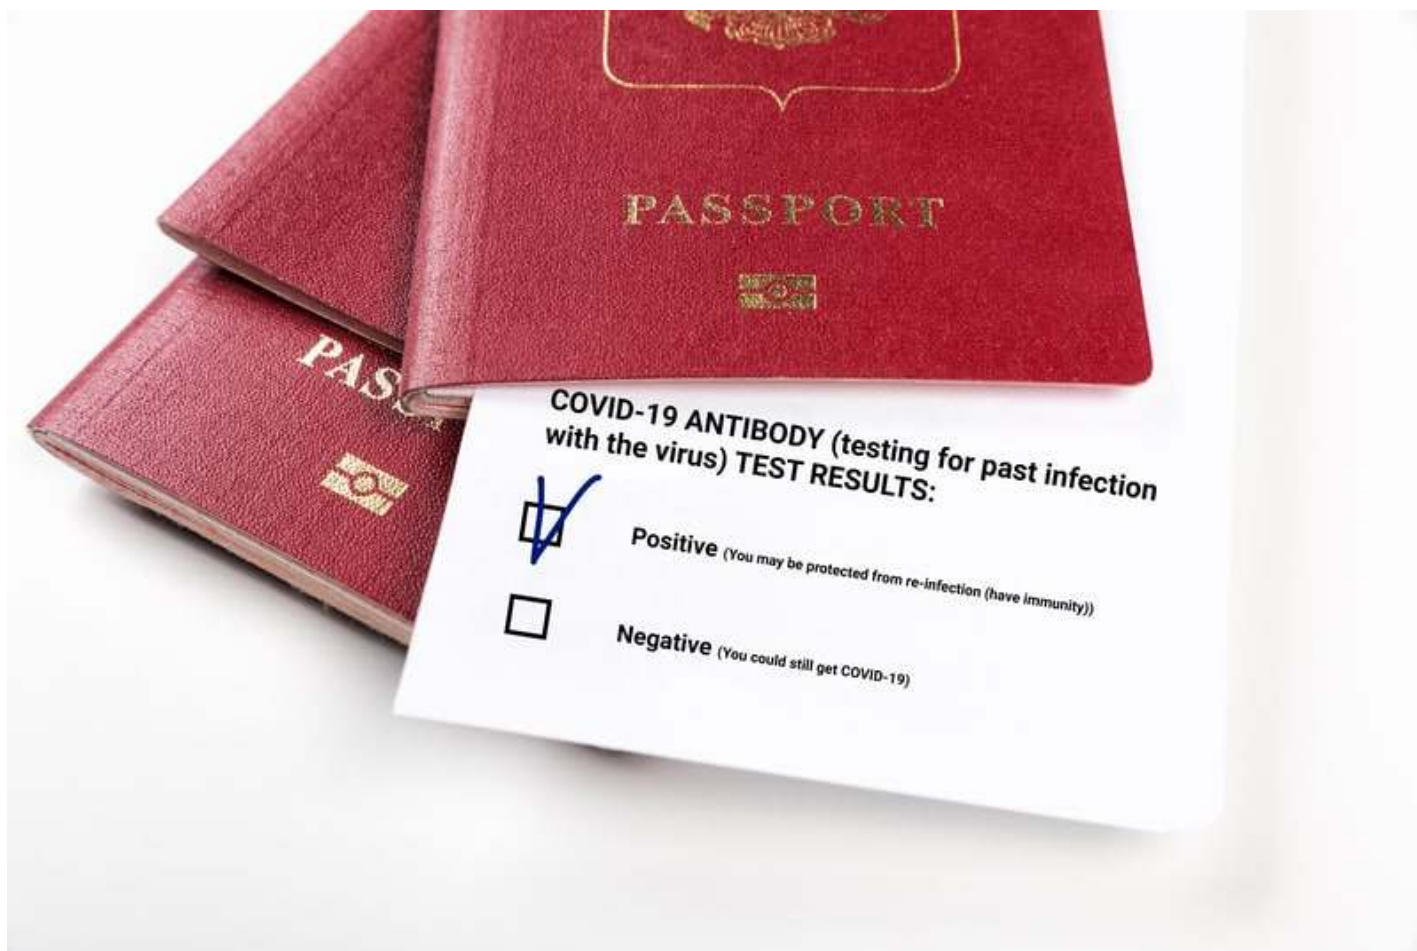 PASSPORT
COVID-19 ANTIBODY (testing for past infection
with the virus) TEST RESULTS:
Positive (You may be protected from re-infection (have immunity))
Negative (You could still get COVID-19)